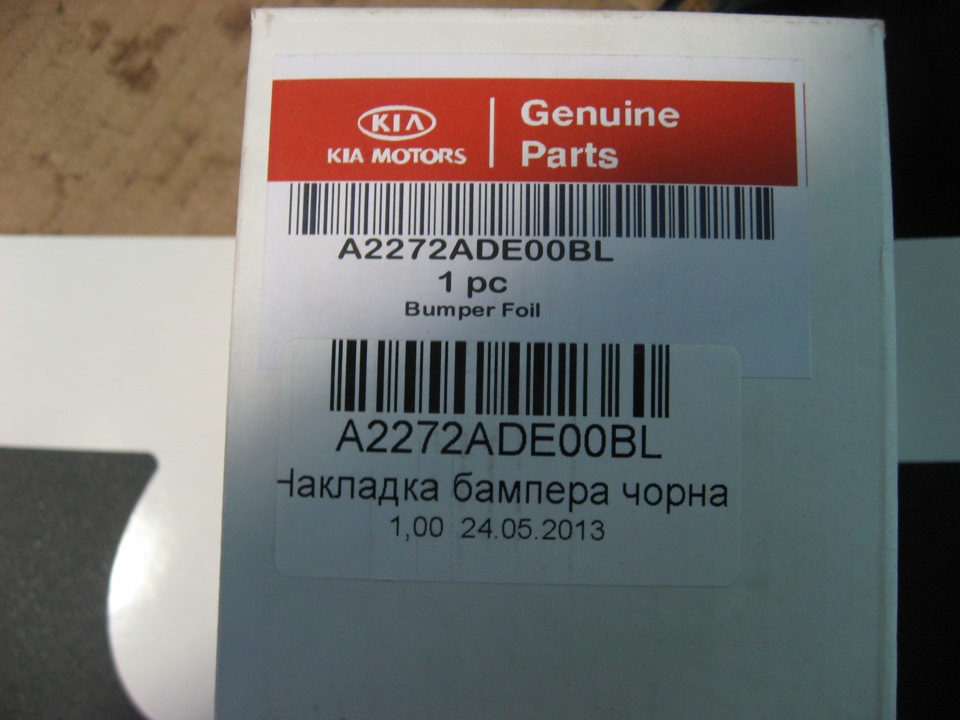 KIA
KIA MOTORS
Genuine
Parts
A2272ADE00BL
1 pc
Bumper Foil
A2272ADE00BL
Накладка бампера чорна
1,00 24.05.2013